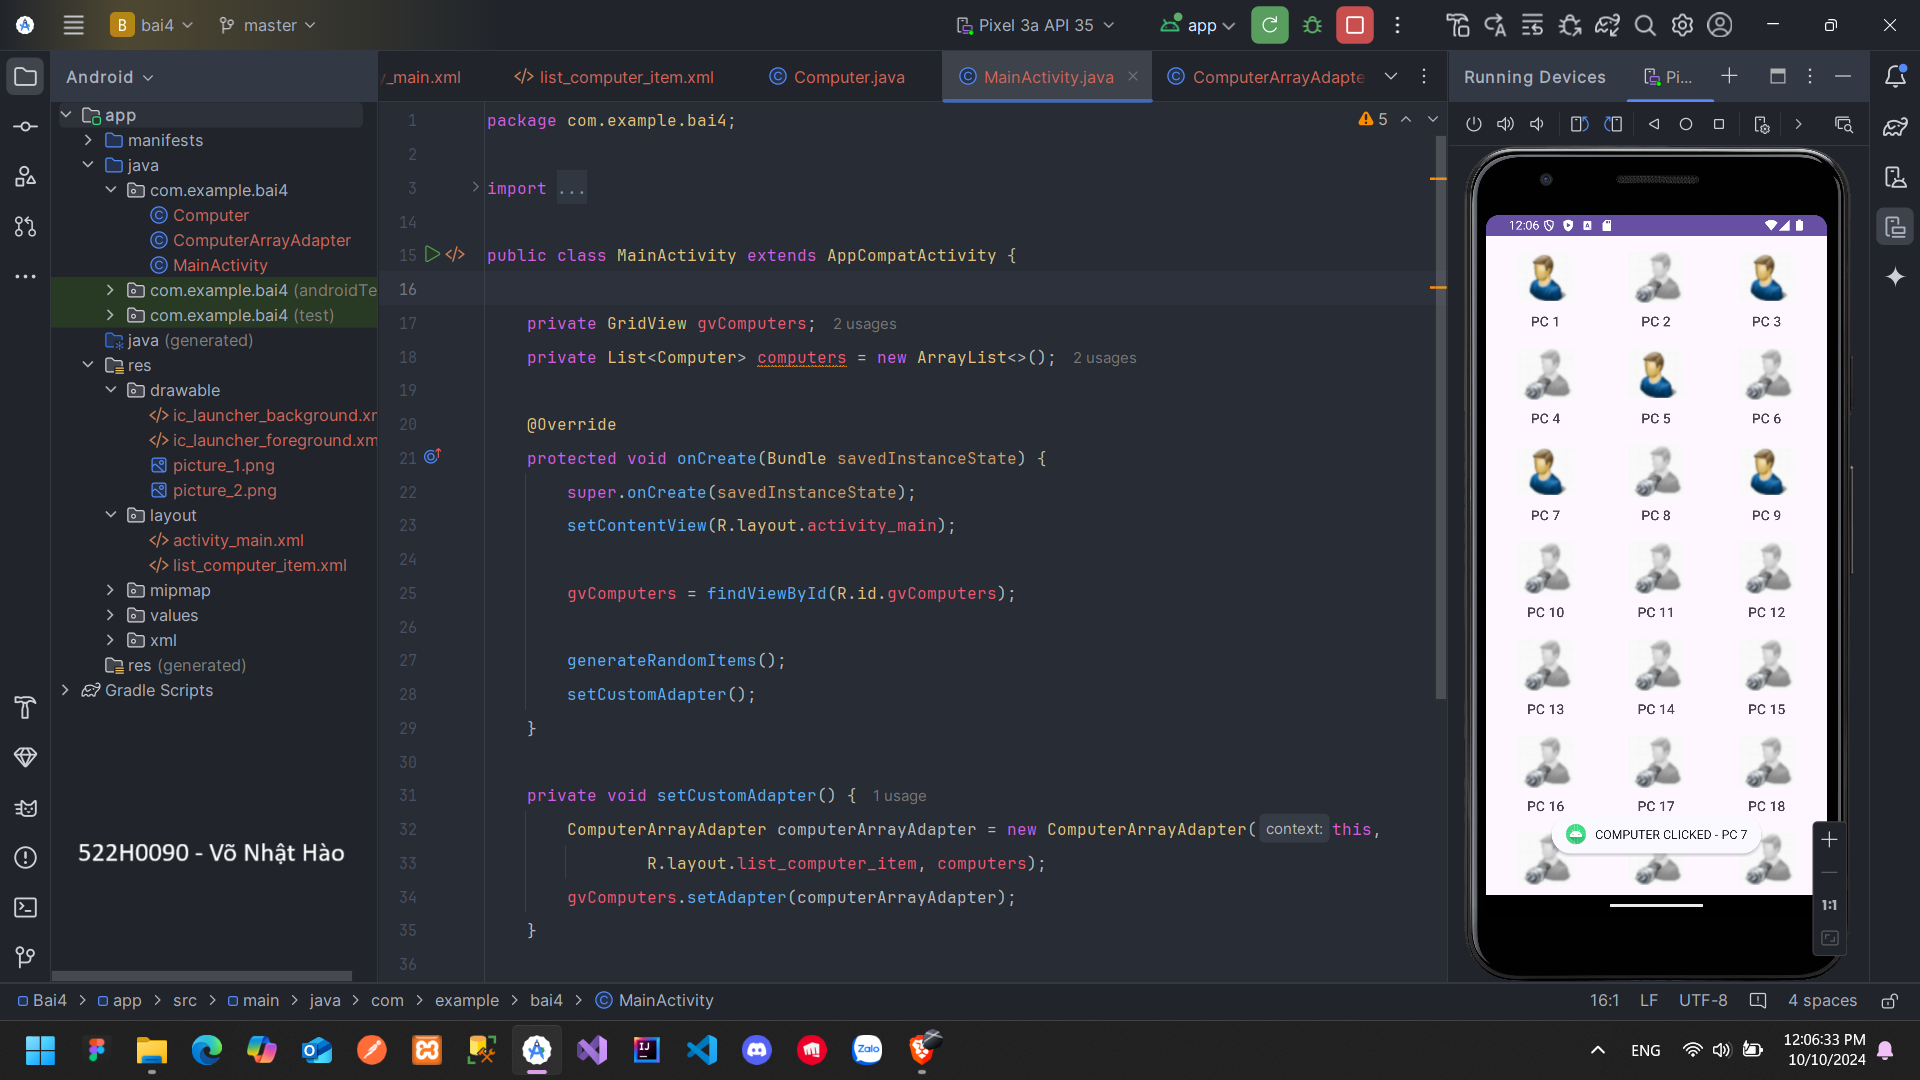 B bai4 master Pixel 3a API 35 app
Android
app
manifests
java
com.example.bai4
Computer
ComputerArrayAdapter
MainActivity
com.example.bai4 (androidTe
com.example.bai4 (test)
java (generated)
res
drawable
ic_launcher_background.xm
ic_launcher_foreground.xm
picture_1.png
picture_2.png
layout
activity_main.xml
list_computer_item.xml
mipmap
values
xml
res (generated)
Gradle Scripts
522H0090 - Võ Nhật Hào
_main.xml list_computer_item.xml Computer.java MainActivity.java ComputerArrayAdapte
5
1 package com.example.bai4;
2
3 import ...
14
15 public class MainActivity extends AppCompatActivity {
16
17 private GridView gvComputers; 2 usages
18 private List<Computer> computers = new ArrayList<>(); 2 usages
19
20 @Override
21 protected void onCreate(Bundle savedInstanceState) {
22 super.onCreate(savedInstanceState);
23 setContentView(R.layout.activity_main);
24
25 gvComputers = findViewById(R.id.gvComputers);
26
27 generateRandomItems();
28 setCustomAdapter();
29 }
30
31 private void setCustomAdapter() { 1 usage
32 ComputerArrayAdapter computerArrayAdapter = new ComputerArrayAdapter( context: this,
33 R.layout.list_computer_item, computers);
34 gvComputers.setAdapter(computerArrayAdapter);
35 }
36
Running Devices Pi...
12:06
PC 1 PC 2 PC 3
PC 4 PC 5 PC 6
PC 7 PC 8 PC 9
PC 10 PC 11 PC 12
PC 13 PC 14 PC 15
PC 16 PC 17 PC 18
COMPUTER CLICKED - PC 7
1:1
Bai4 > app > src > main > java > com > example > bai4 > MainActivity
16:1 LF UTF-8 4 spaces
IJ Zalo
ENG
12:06:33 PM
10/10/2024